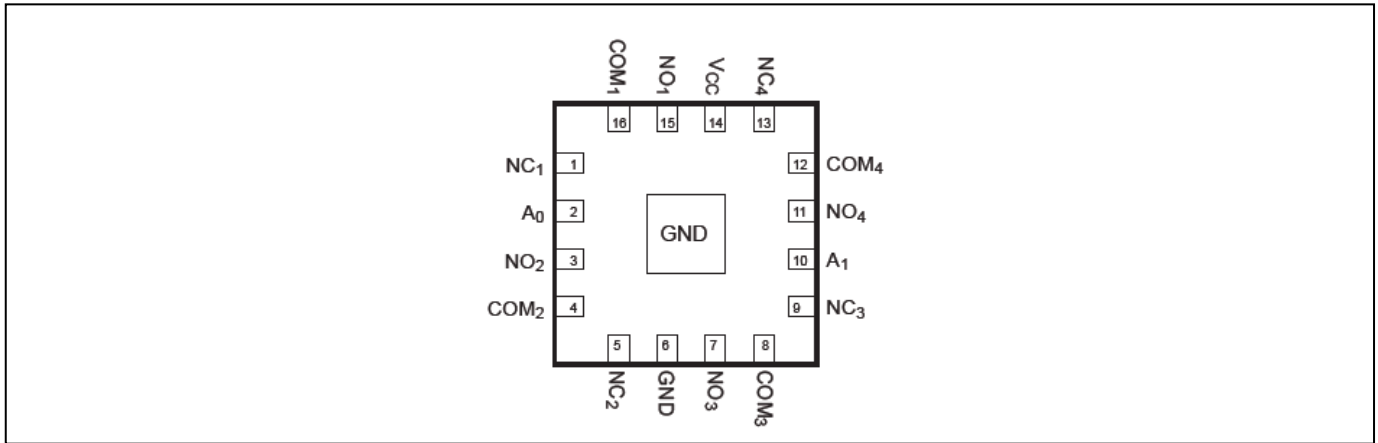 COM₁ NO₁ VCC NC₄
16 15 14 13
NC₁ 1 12 COM₄
A₀ 2 11 NO₄
GND
NO₂ 3 10 A₁
COM₂ 4 9 NC₃
5 6 7 8
NC₂ GND NO₃ COM₃